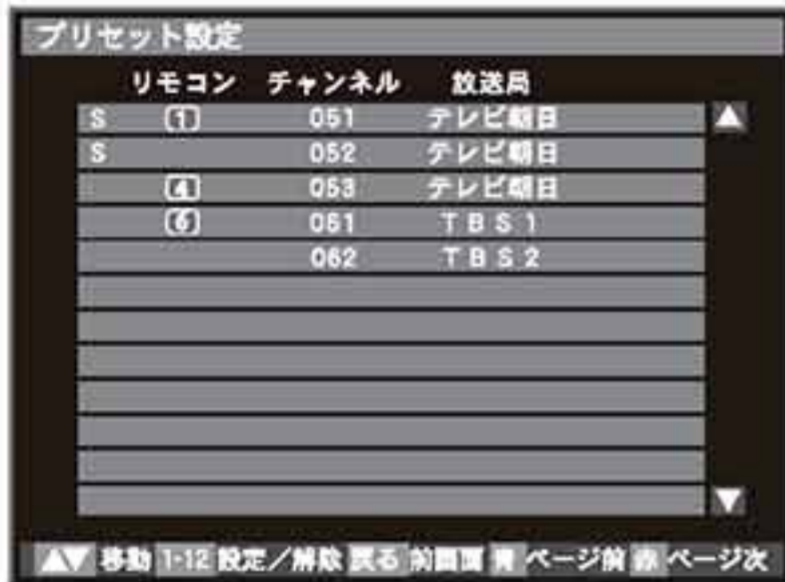 プリセット設定
リモコン チャンネル 放送局
S 1 051 テレビ朝日
S 052 テレビ朝日
4 053 テレビ朝日
6 061 TBS1
062 TBS2
▲▼ 移動 1-12 設定/解除 戻る 前画面 青 ページ前 赤 ページ次